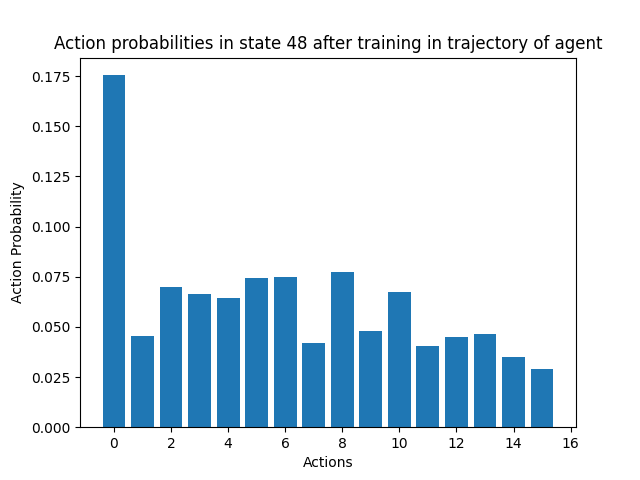 Action probabilities in state 48 after training in trajectory of agent
0.175
0.150
0.125
0.100
0.075
0.050
0.025
0.000
Action Probability
0 2 4 6 8 10 12 14 16
Actions